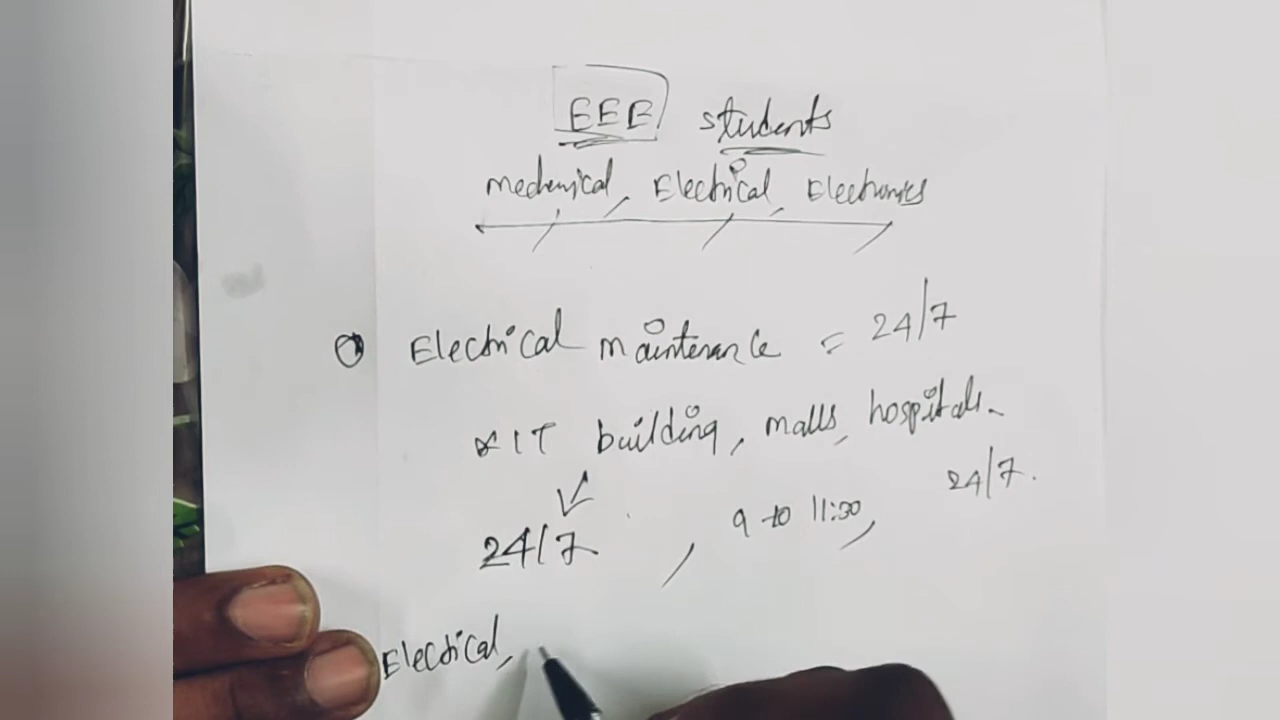 EEE students
Mechanical, Electrical, Electronics
Electrical maintenance = 24/7
* IT building, malls, hospitals.
24/7 , 9 to 11:30, 24/7.
Electical,